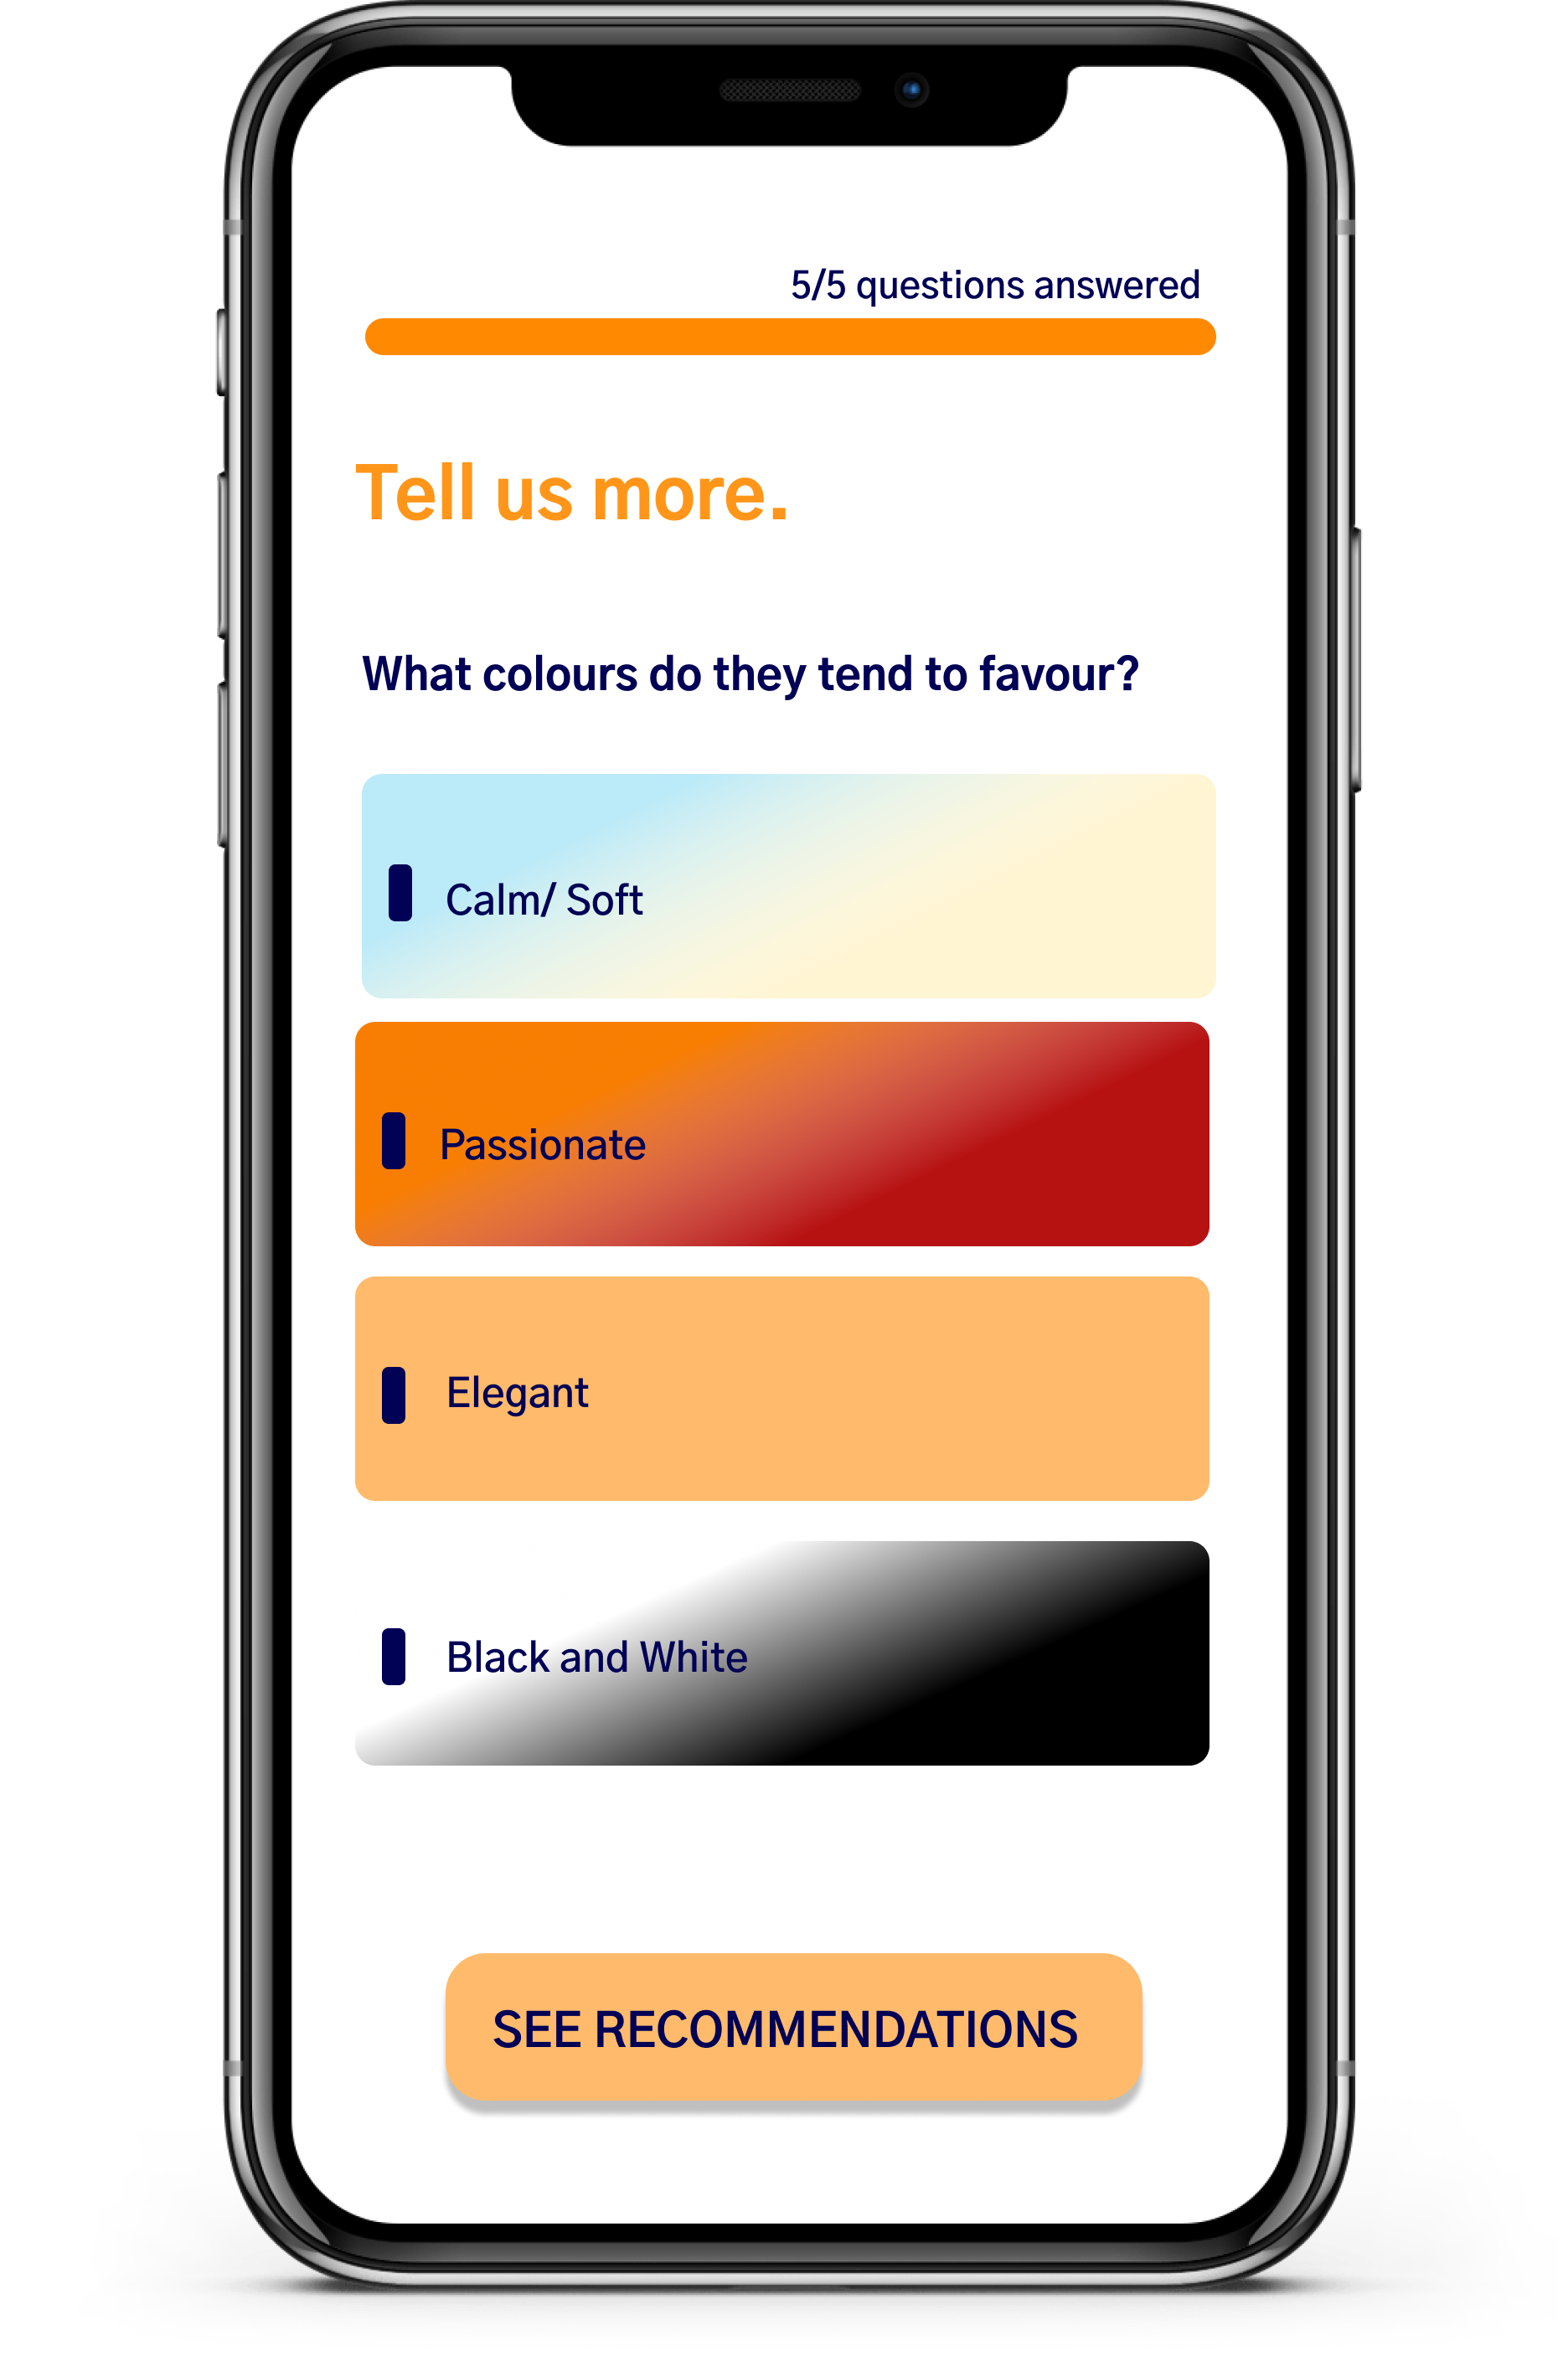 5/5 questions answered
Tell us more.
What colours do they tend to favour?
Calm/ Soft
Passionate
Elegant
Black and White
SEE RECOMMENDATIONS